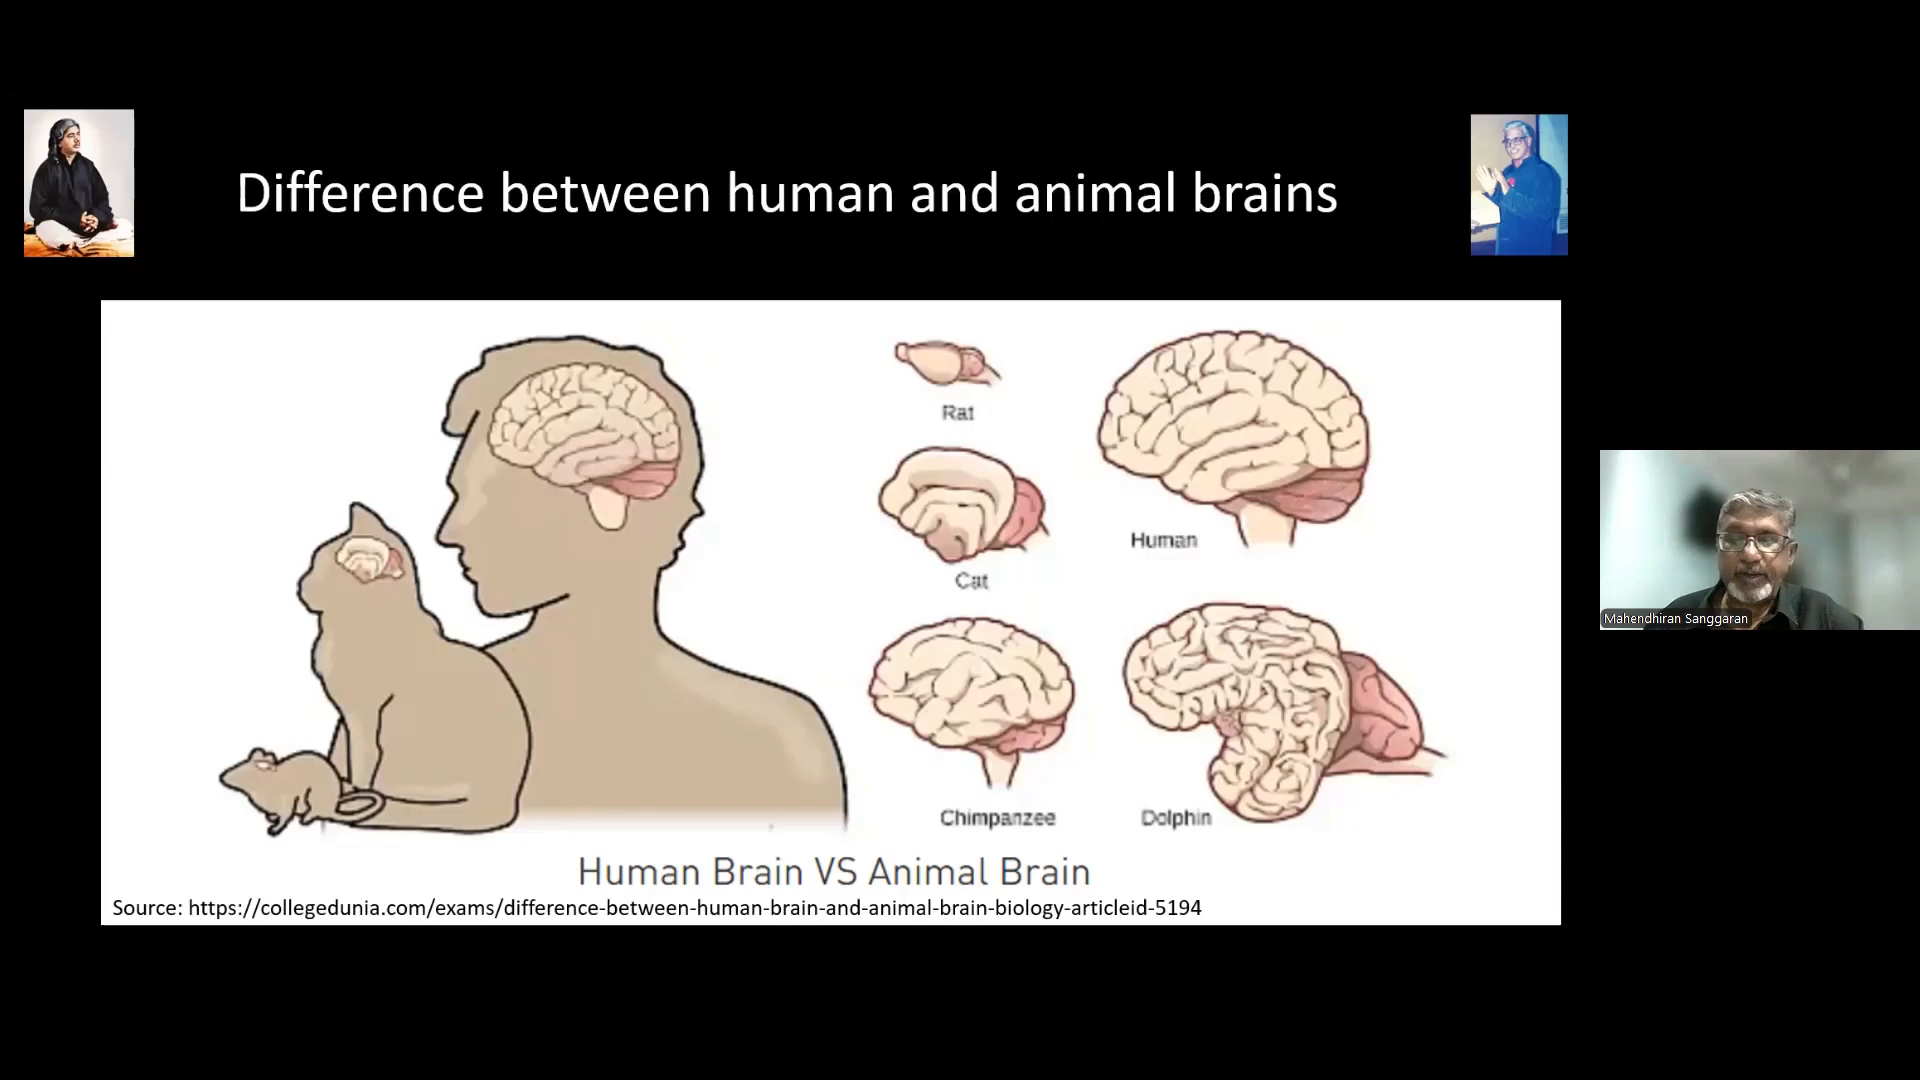 Difference between human and animal brains
Rat
Human
Cat
Chimpanzee
Dolphin
Human Brain VS Animal Brain
Source: https://collegedunia.com/exams/difference-between-human-brain-and-animal-brain-biology-articleid-5194
Mahendhiran Sanggaran